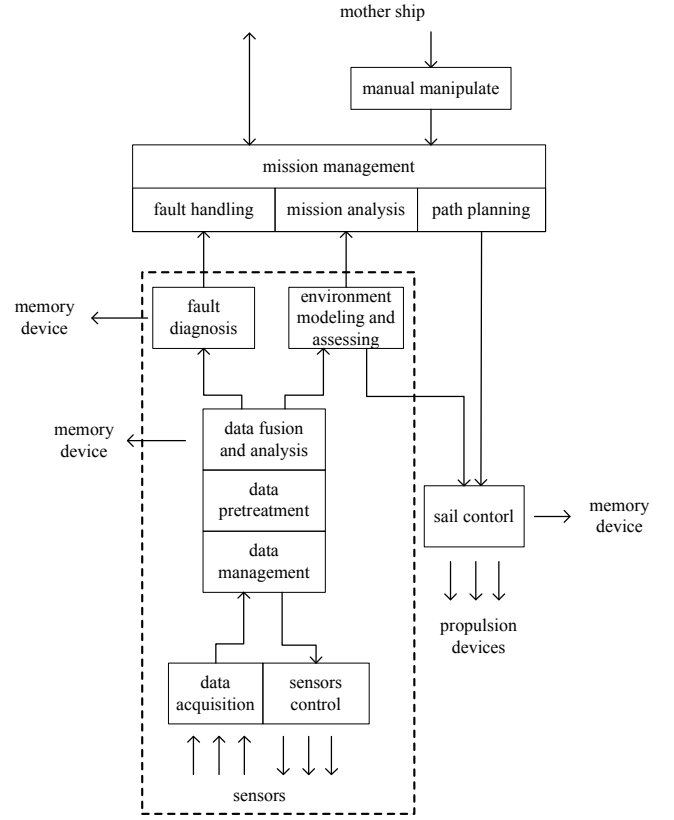 mother ship
manual manipulate
mission management
fault handling
mission analysis
path planning
fault
diagnosis
environment
modeling and
assessing
memory
device
data fusion
and analysis
memory
device
data
pretreatment
data
management
sail contorl
memory
device
propulsion
devices
data
acquisition
sensors
control
sensors